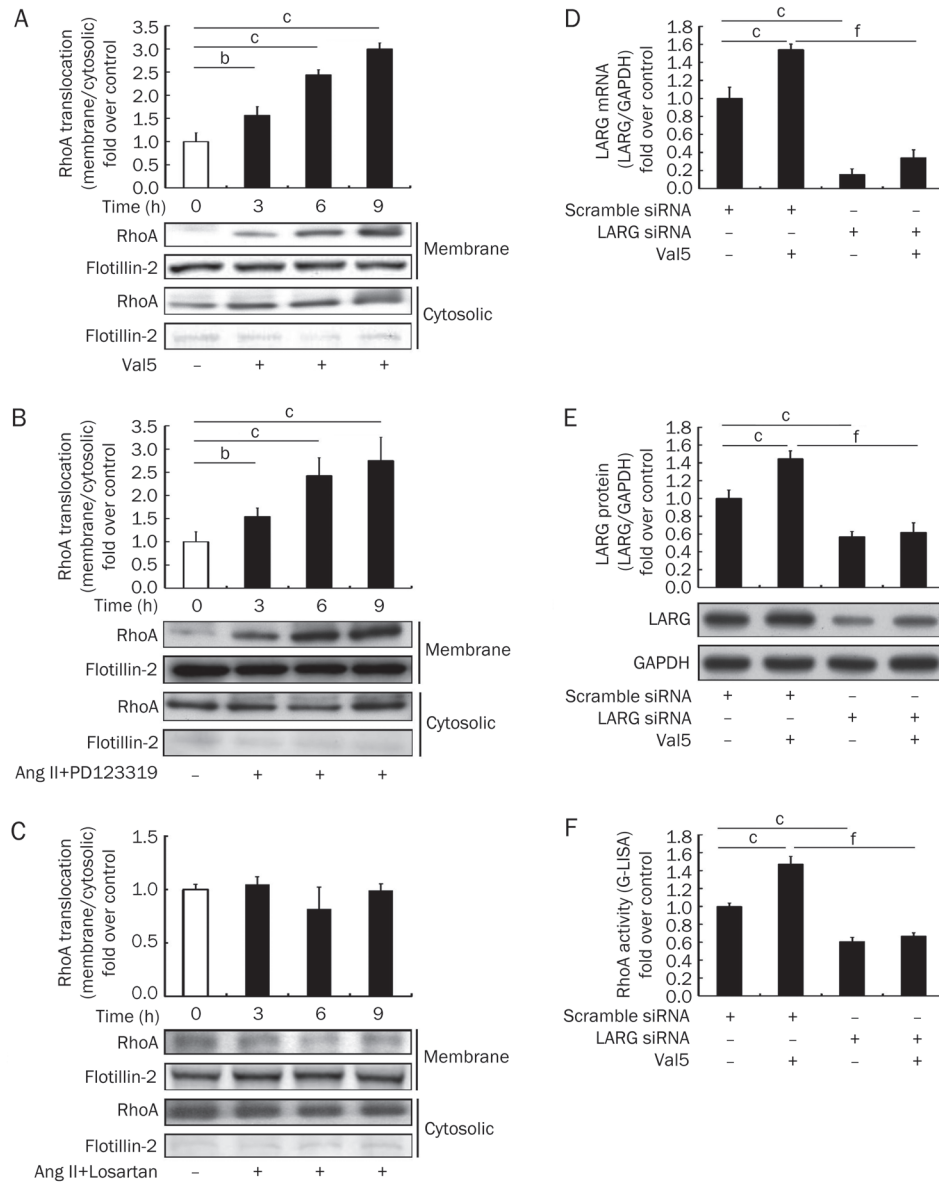 A
RhoA translocation
(membrane/cytosolic)
fold over control
3.5
3.0
2.5
2.0
1.5
1.0
0.5
0.0
c
c
b
Time (h) 0 3 6 9
RhoA
Flotillin-2
Membrane
RhoA
Flotillin-2
Cytosolic
Val5 – + + +
B
RhoA translocation
(membrane/cytosolic)
fold over control
3.5
3.0
2.5
2.0
1.5
1.0
0.5
0.0
c
c
b
Time (h) 0 3 6 9
RhoA
Flotillin-2
Membrane
RhoA
Flotillin-2
Cytosolic
Ang II+PD123319 – + + +
C
RhoA translocation
(membrane/cytosolic)
fold over control
1.5
1.0
0.5
0.0
Time (h) 0 3 6 9
RhoA
Flotillin-2
Membrane
RhoA
Flotillin-2
Cytosolic
Ang II+Losartan – + + +
D
LARG mRNA
(LARG/GAPDH)
fold over control
1.8
1.6
1.4
1.2
1.0
0.8
0.6
0.4
0.2
0.0
c
c f
Scramble siRNA + + – –
LARG siRNA – – + +
Val5 – + – +
E
LARG protein
(LARG/GAPDH)
fold over control
1.8
1.6
1.4
1.2
1.0
0.8
0.6
0.4
0.2
0
c
c f
LARG
GAPDH
Scramble siRNA + + – –
LARG siRNA – – + +
Val5 – + – +
F
RhoA activity (G-LISA)
fold over control
1.8
1.6
1.4
1.2
1.0
0.8
0.6
0.4
0.2
0.0
c
c f
Scramble siRNA + + – –
LARG siRNA – – + +
Val5 – + – +